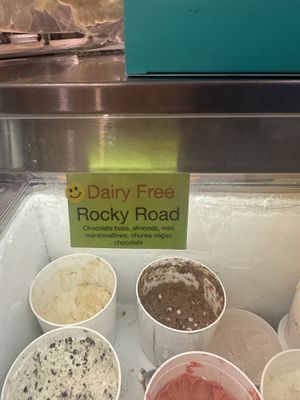 Dairy Free
Rocky Road
Chocolate base, almonds, mini
marshmallows, chunks vegan
chocolate